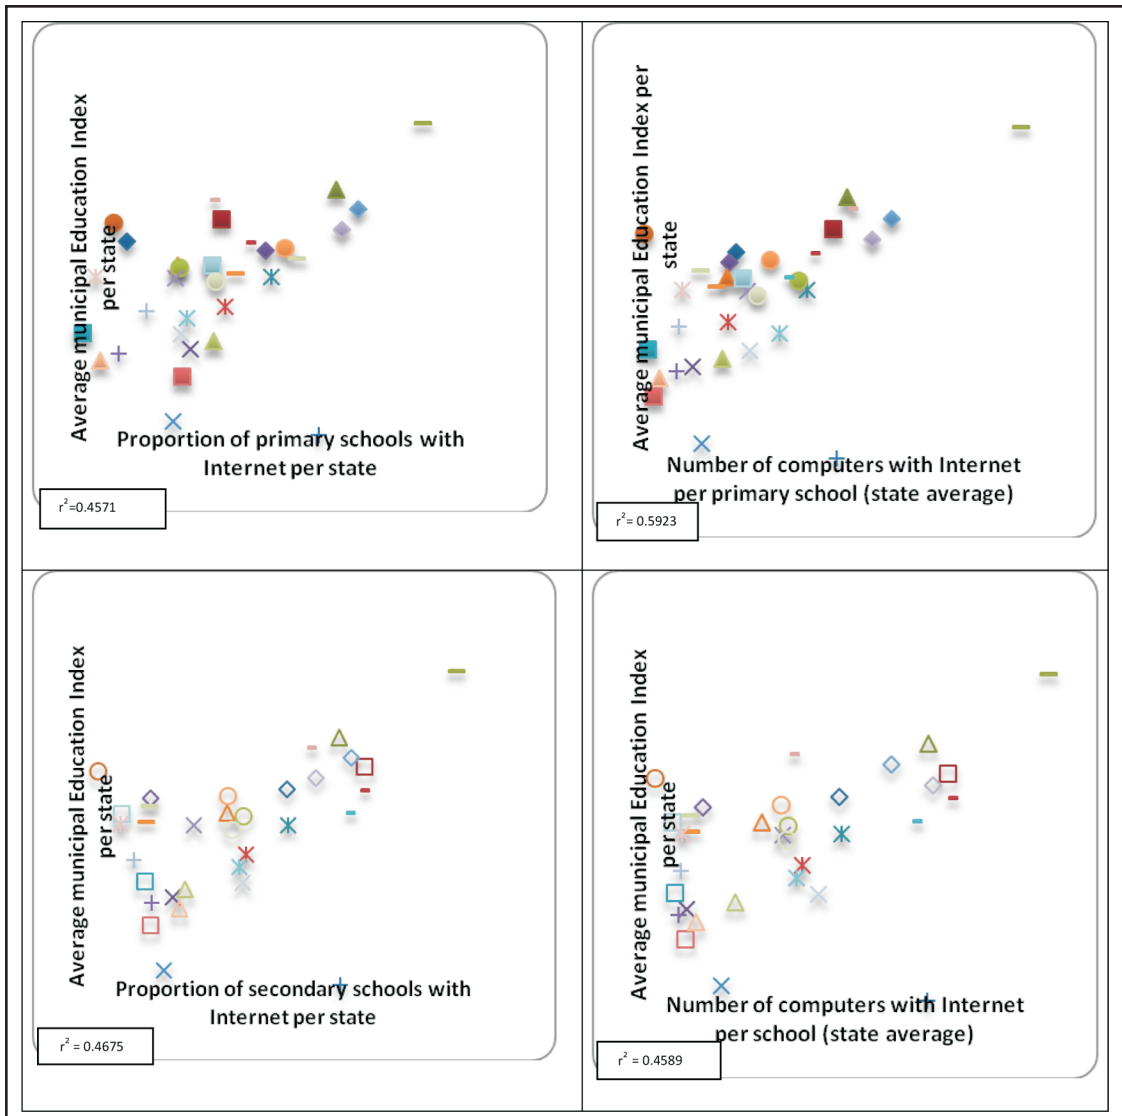 Average municipal Education Index
per state
Proportion of primary schools with
Internet per state
r²=0.4571
Average municipal Education Index per
state
Number of computers with Internet
per primary school (state average)
r²= 0.5923
Average municipal Education Index
per state
Proportion of secondary schools with
Internet per state
r² = 0.4675
Average municipal Education Index
per state
Number of computers with Internet
per school (state average)
r² = 0.4589